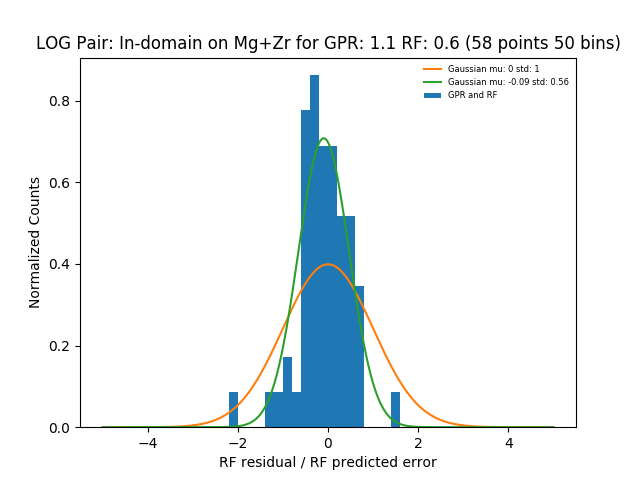 LOG Pair: In-domain on Mg+Zr for GPR: 1.1 RF: 0.6 (58 points 50 bins)
Gaussian mu: 0 std: 1
Gaussian mu: -0.09 std: 0.56
GPR and RF
Normalized Counts
0.8
0.6
0.4
0.2
0.0
−4
−2
0
2
4
RF residual / RF predicted error